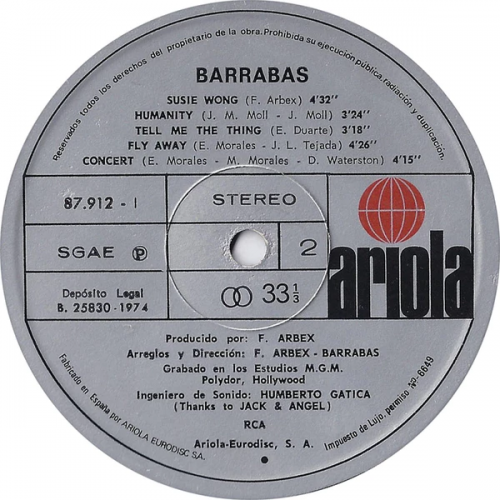 Reservados todos los derechos del propietario de la obra. Prohibida su ejecución pública, radiación y duplicación.
BARRABAS
SUSIE WONG (F. Arbex) 4'32"
HUMANITY (J. M. Moll - J. Moll) 3'24"
TELL ME THE THING (E. Duarte) 3'18"
FLY AWAY (E. Morales - J. L. Tejada) 4'26"
CONCERT (E. Morales - M. Morales - D. Waterston) 4'15"
87.912 - I
STEREO
SGAE P
2
ariola
Depósito Legal
B. 25830 - 1974
33 1/3
Producido por: F. ARBEX
Arreglos y Dirección: F. ARBEX - BARRABAS
Grabado en los Estudios M.G.M.
Polydor, Hollywood
Ingeniero de Sonido: HUMBERTO GATICA
(Thanks to JACK & ANGEL)
RCA
Ariola-Eurodisc, S. A.
Fabricado en España por ARIOLA EURODISC S.A.
Impuesto de Lujo, permiso Nº 6649